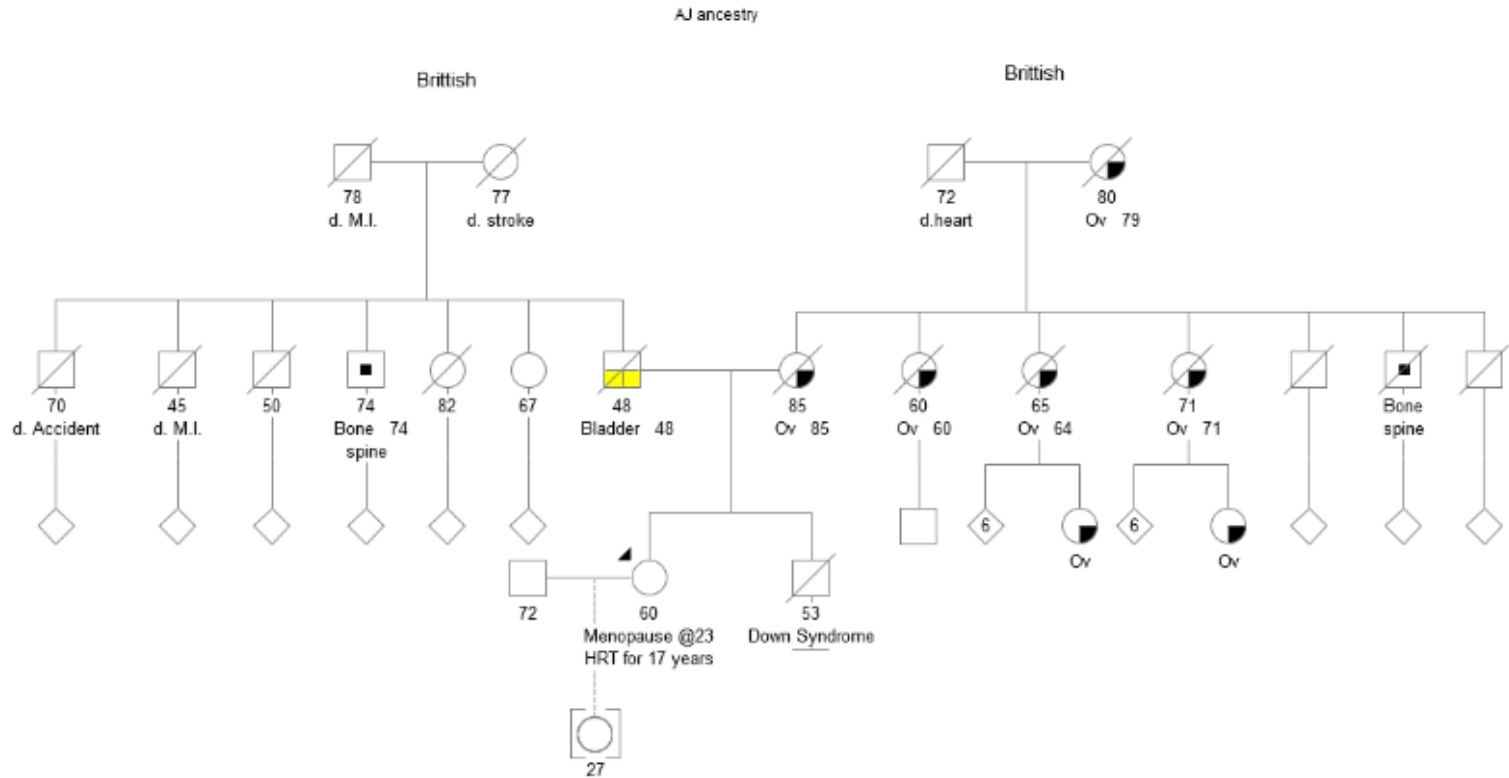 AJ ancestry
Brittish
Brittish
78
d. M.I.
77
d. stroke
72
d.heart
80
Ov 79
70
d. Accident
45
d. M.I.
50
74
Bone 74
spine
82
67
48
Bladder 48
85
Ov 85
60
Ov 60
65
Ov 64
71
Ov 71
Bone
spine
6
Ov
6
Ov
72
60
Menopause @23
HRT for 17 years
53
Down Syndrome
27